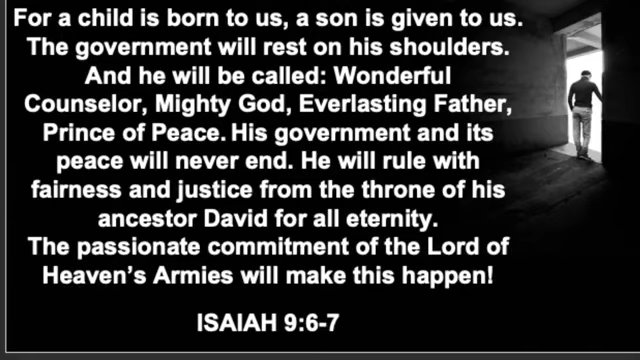 For a child is born to us, a son is given to us.
The government will rest on his shoulders.
And he will be called: Wonderful
Counselor, Mighty God, Everlasting Father,
Prince of Peace. His government and its
peace will never end. He will rule with
fairness and justice from the throne of his
ancestor David for all eternity.
The passionate commitment of the Lord of
Heaven’s Armies will make this happen!
ISAIAH 9:6-7